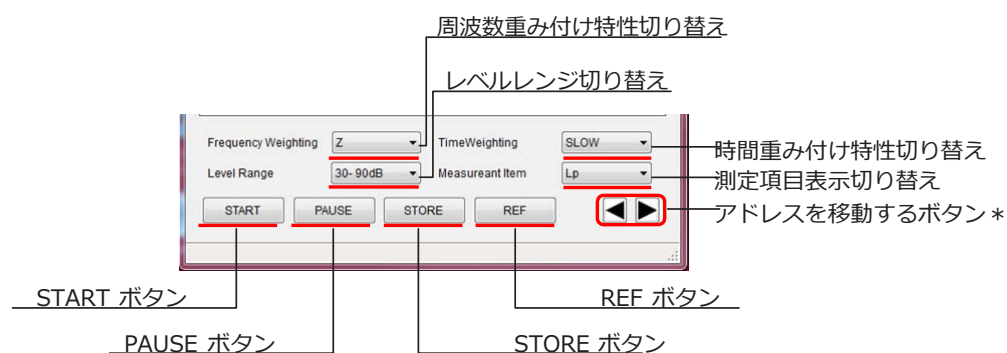 周波数重み付け特性切り替え
レベルレンジ切り替え
Frequency Weighting Z TimeWeighting SLOW
時間重み付け特性切り替え
Level Range 30- 90dB Measureant Item Lp
測定項目表示切り替え
START PAUSE STORE REF
アドレスを移動するボタン＊
START ボタン REF ボタン
PAUSE ボタン STORE ボタン